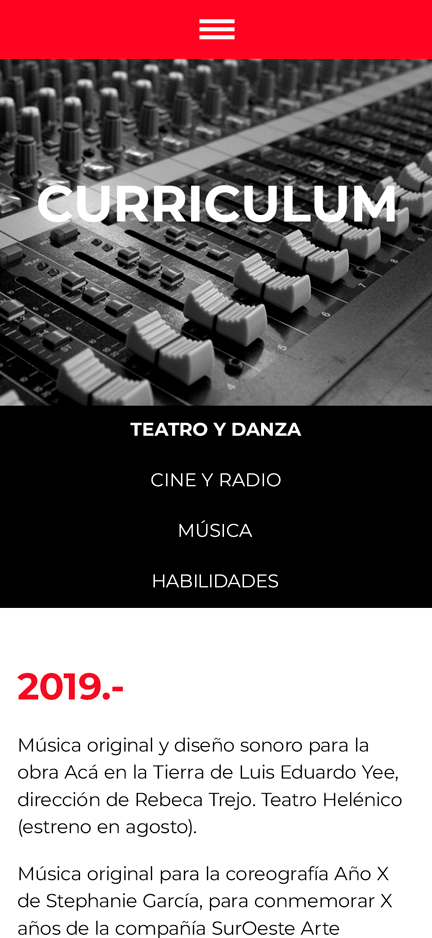 CURRICULUM
TEATRO Y DANZA
CINE Y RADIO
MÚSICA
HABILIDADES
2019.-
Música original y diseño sonoro para la
obra Acá en la Tierra de Luis Eduardo Yee,
dirección de Rebeca Trejo. Teatro Helénico
(estreno en agosto).
Música original para la coreografía Año X
de Stephanie García, para conmemorar X
años de la compañía SurOeste Arte